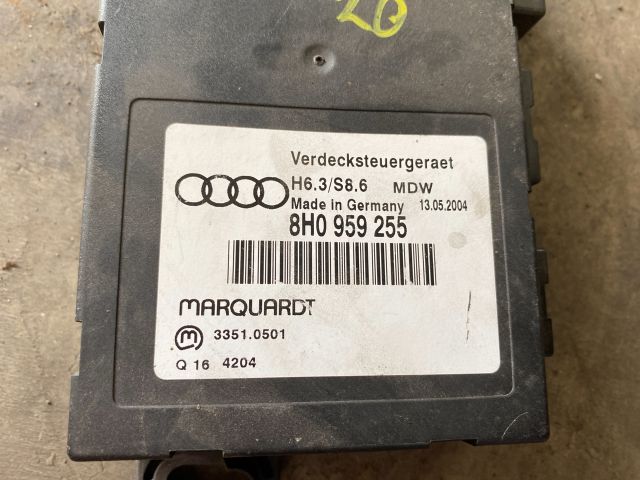 20
Verdecksteuergeraet
H6.3/S8.6 MDW
Made in Germany 13.05.2004
8H0 959 255
MARQUARDT
M 3351.0501
Q 16 4204